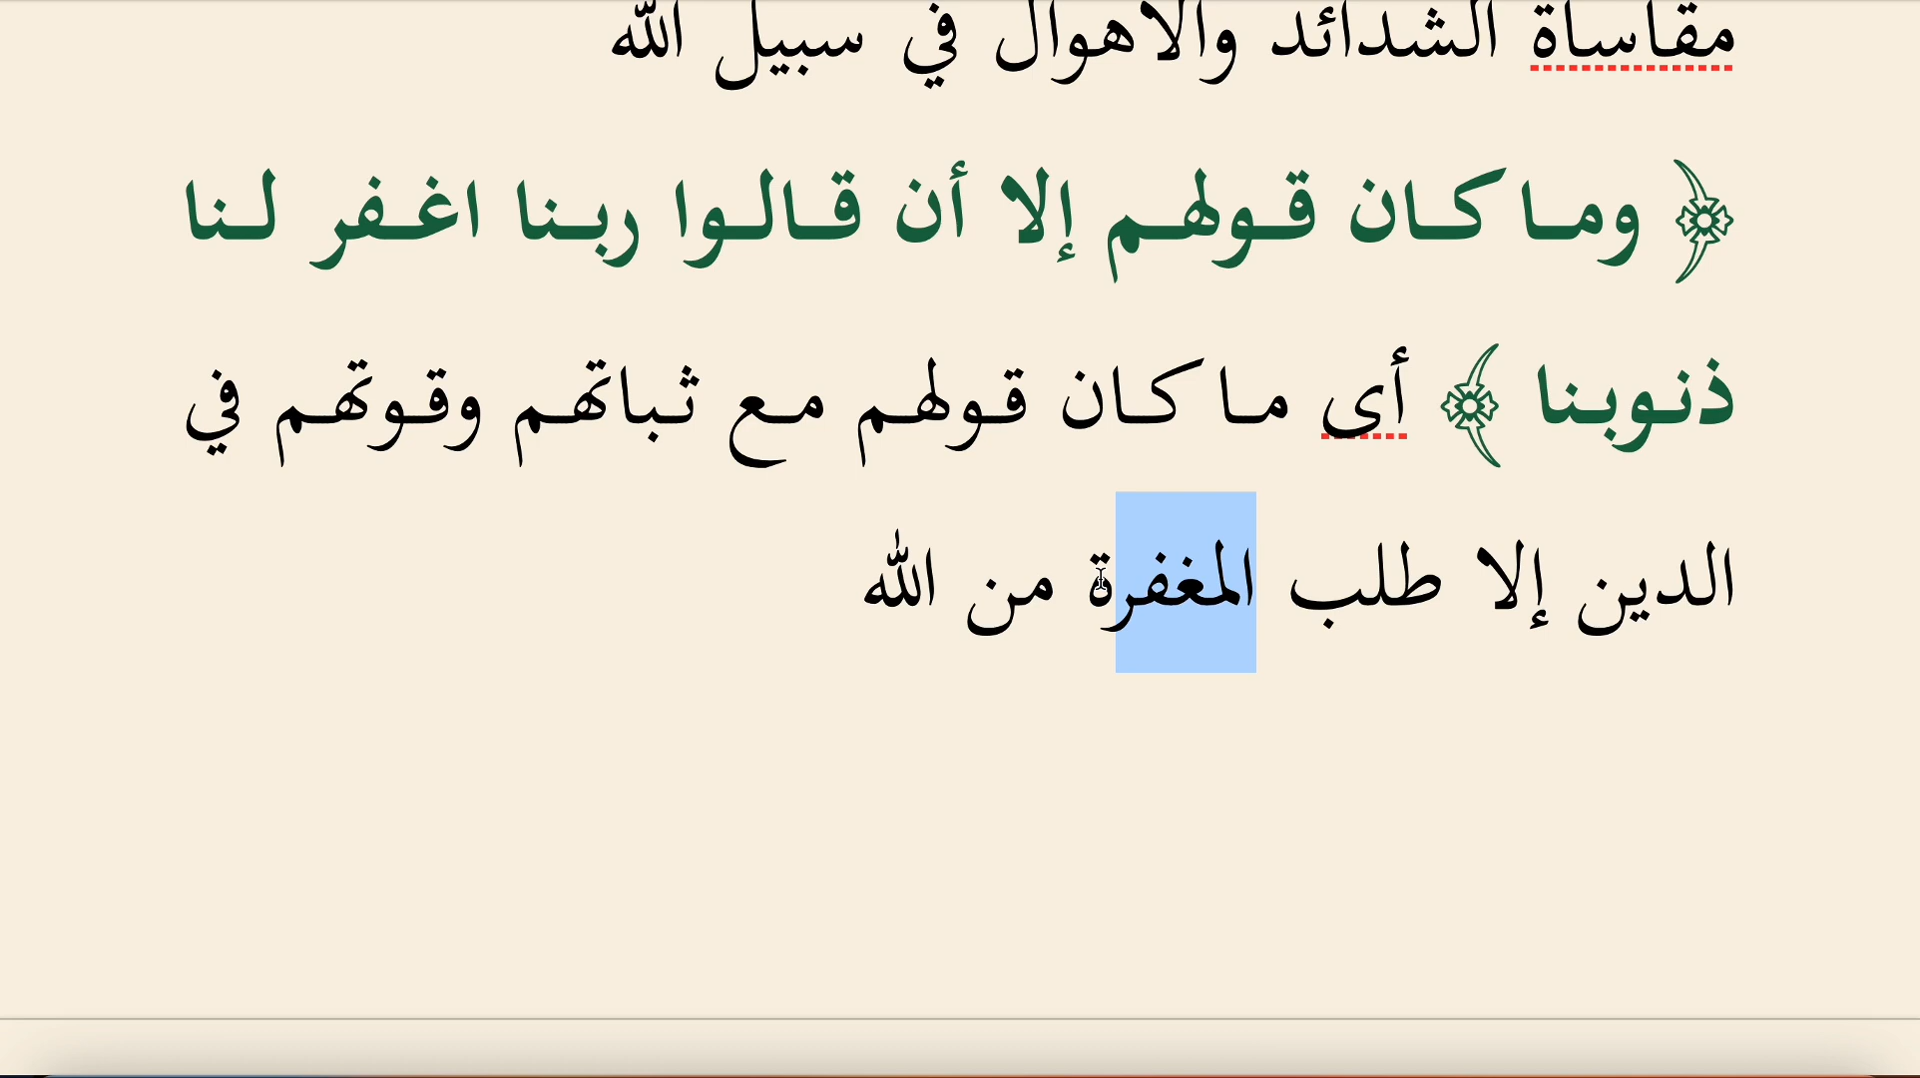 مقاساة الشدائد والأهوال في سبيل الله
﴿ وما كان قولهم إلا أن قالوا ربنا اغفر لنا
ذنوبنا ﴾ أى ما كان قولهم مع ثباتهم وقوتهم في
الدين إلا طلب المغفرة من الله